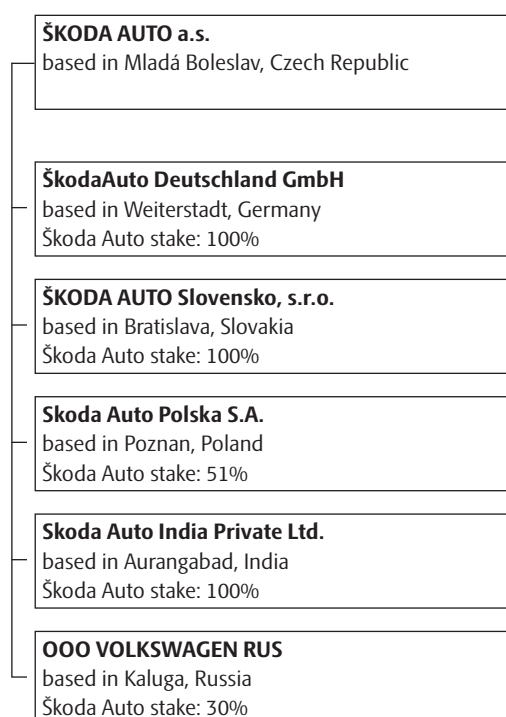 ŠKODA AUTO a.s.
based in Mladá Boleslav, Czech Republic
ŠkodaAuto Deutschland GmbH
based in Weiterstadt, Germany
Škoda Auto stake: 100%
ŠKODA AUTO Slovensko, s.r.o.
based in Bratislava, Slovakia
Škoda Auto stake: 100%
Skoda Auto Polska S.A.
based in Poznan, Poland
Škoda Auto stake: 51%
Skoda Auto India Private Ltd.
based in Aurangabad, India
Škoda Auto stake: 100%
OOO VOLKSWAGEN RUS
based in Kaluga, Russia
Škoda Auto stake: 30%